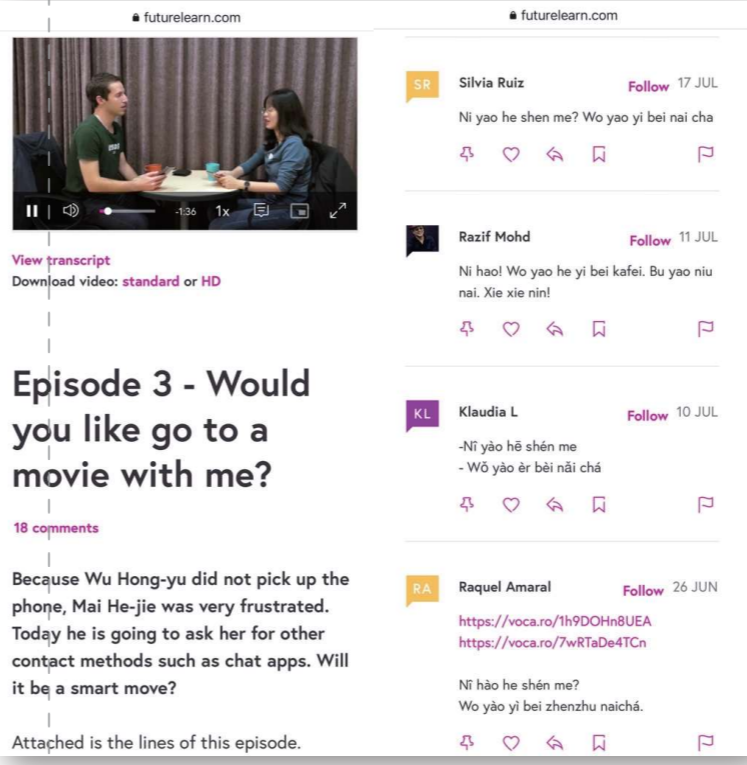 futurelearn.com
-1:36
1x
View transcript
Download video: standard or HD
Episode 3 - Would
you like go to a
movie with me?
18 comments
Because Wu Hong-yu did not pick up the
phone, Mai He-jie was very frustrated.
Today he is going to ask her for other
contact methods such as chat apps. Will
it be a smart move?
Attached is the lines of this episode.
futurelearn.com
SR
Silvia Ruiz
Follow 17 JUL
Ni yao he shen me? Wo yao yi bei nai cha
Razif Mohd
Follow 11 JUL
Ni hao! Wo yao he yi bei kafei. Bu yao niu
nai. Xie xie nin!
KL
Klaudia L
Follow 10 JUL
-Nĭ yào hē shén me
- Wǒ yào èr bèi nǎi chá
RA
Raquel Amaral
Follow 26 JUN
https://voca.ro/1h9DOHn8UEA
https://voca.ro/7wRTaDe4TCn
Nĭ hào he shén me?
Wo yào yì bei zhenzhu naichá.